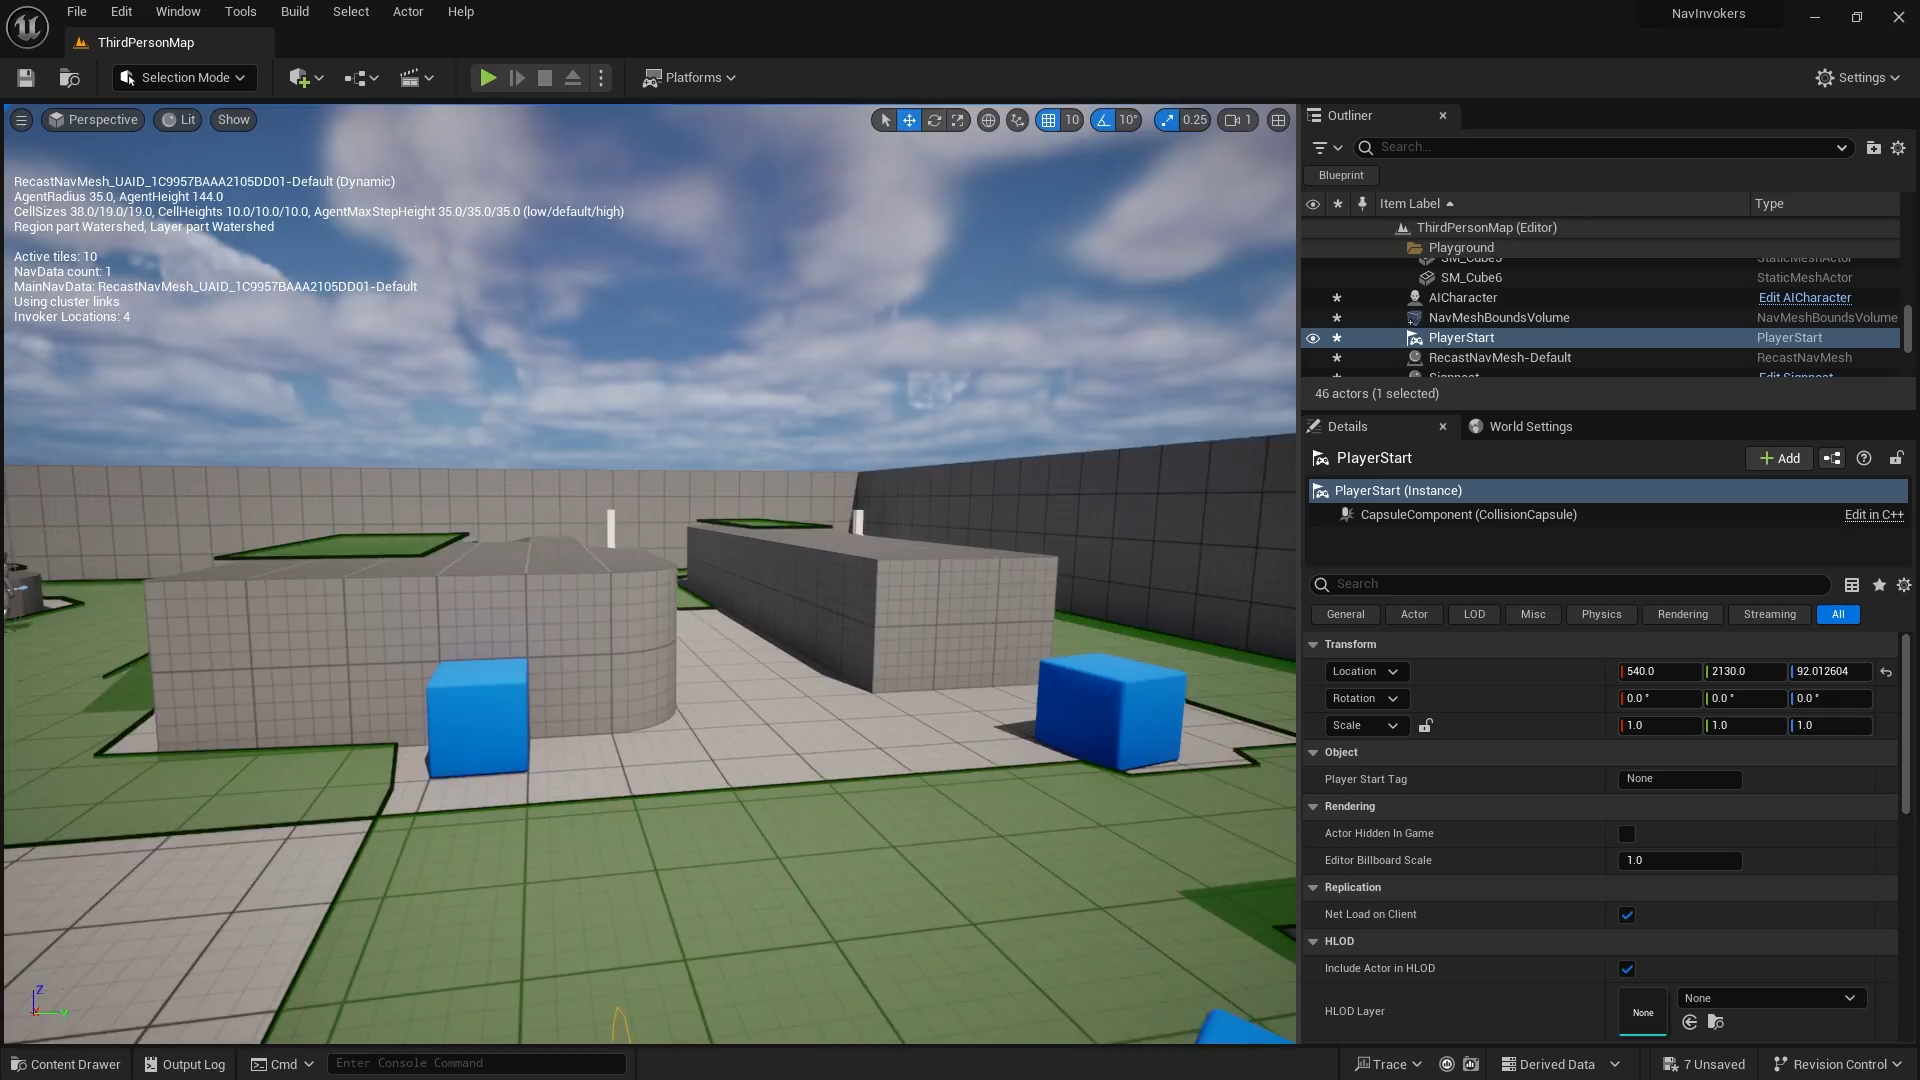 File Edit Window Tools Build Select Actor Help
NavInvokers
ThirdPersonMap
Selection Mode
Platforms
Settings
Perspective Lit Show
10 10° 0.25 1
RecastNavMesh_UAID_1C9957BAAA2105DD01-Default (Dynamic)
AgentRadius 35.0, AgentHeight 144.0
CellSizes 38.0/19.0/19.0, CellHeights 10.0/10.0/10.0, AgentMaxStepHeight 35.0/35.0/35.0 (low/default/high)
Region part Watershed, Layer part Watershed
Active tiles: 10
NavData count: 1
MainNavData: RecastNavMesh_UAID_1C9957BAAA2105DD01-Default
Using cluster links
Invoker Locations: 4
Z
X
Y
Outliner
Search...
Blueprint
Item Label Type
ThirdPersonMap (Editor)
Playground
SM_Cube5 StaticMeshActor
SM_Cube6 StaticMeshActor
AICharacter Edit AICharacter
NavMeshBoundsVolume NavMeshBoundsVolume
PlayerStart PlayerStart
RecastNavMesh-Default RecastNavMesh
Signpost Edit Signpost
46 actors (1 selected)
Details World Settings
PlayerStart
Add
PlayerStart (Instance)
CapsuleComponent (CollisionCapsule) Edit in C++
Search
General Actor LOD Misc Physics Rendering Streaming All
Transform
Location 540.0 2130.0 92.012604
Rotation 0.0 ° 0.0 ° 0.0 °
Scale 1.0 1.0 1.0
Object
Player Start Tag None
Rendering
Actor Hidden In Game
Editor Billboard Scale 1.0
Replication
Net Load on Client
HLOD
Include Actor in HLOD
HLOD Layer None None
Content Drawer Output Log Cmd Enter Console Command
Trace Derived Data 7 Unsaved Revision Control